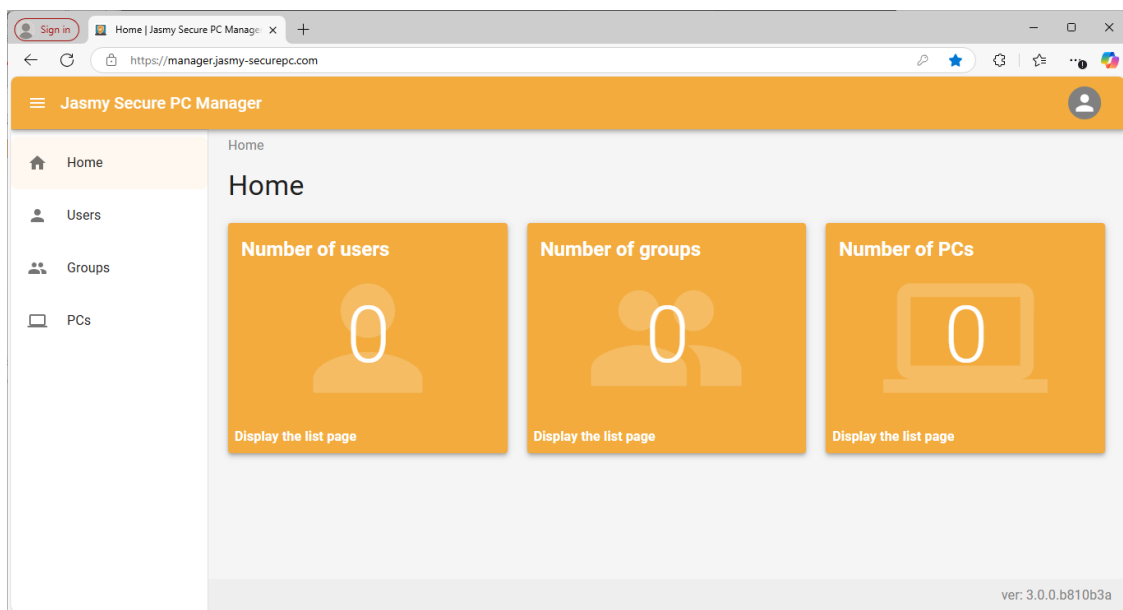 Sign in
Home | Jasmy Secure PC Manage
https://manager.jasmy-securepc.com
Jasmy Secure PC Manager
Home
Users
Groups
PCs
Home
Home
Number of users
0
Display the list page
Number of groups
0
Display the list page
Number of PCs
0
Display the list page
ver: 3.0.0.b810b3a